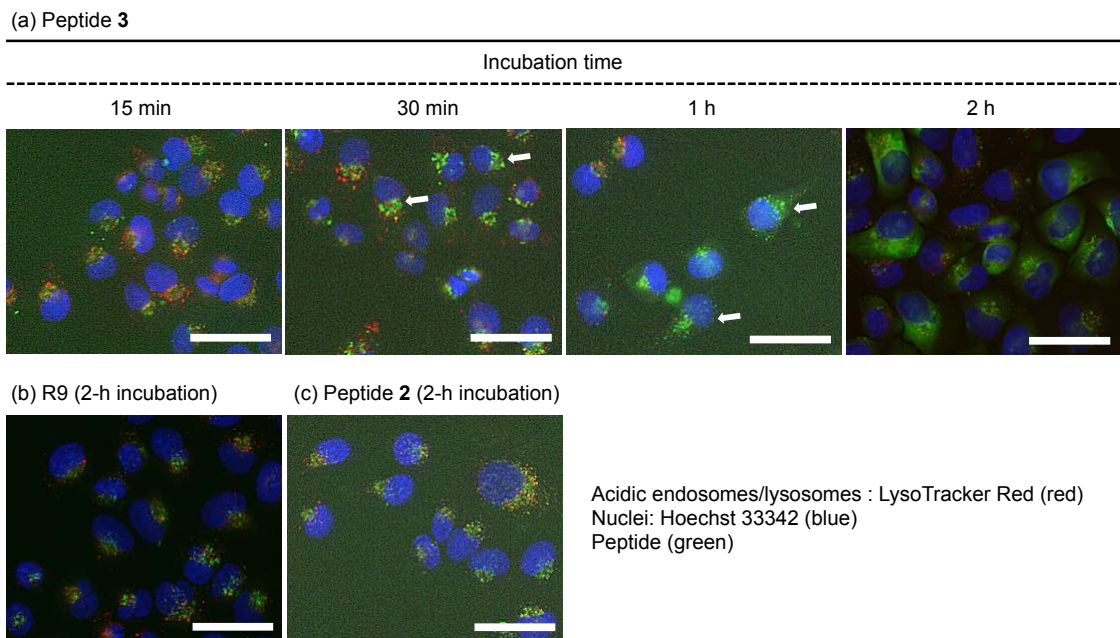 (a) Peptide 3
Incubation time
15 min 30 min 1 h 2 h
(b) R9 (2-h incubation) (c) Peptide 2 (2-h incubation)
Acidic endosomes/lysosomes : LysoTracker Red (red)
Nuclei: Hoechst 33342 (blue)
Peptide (green)